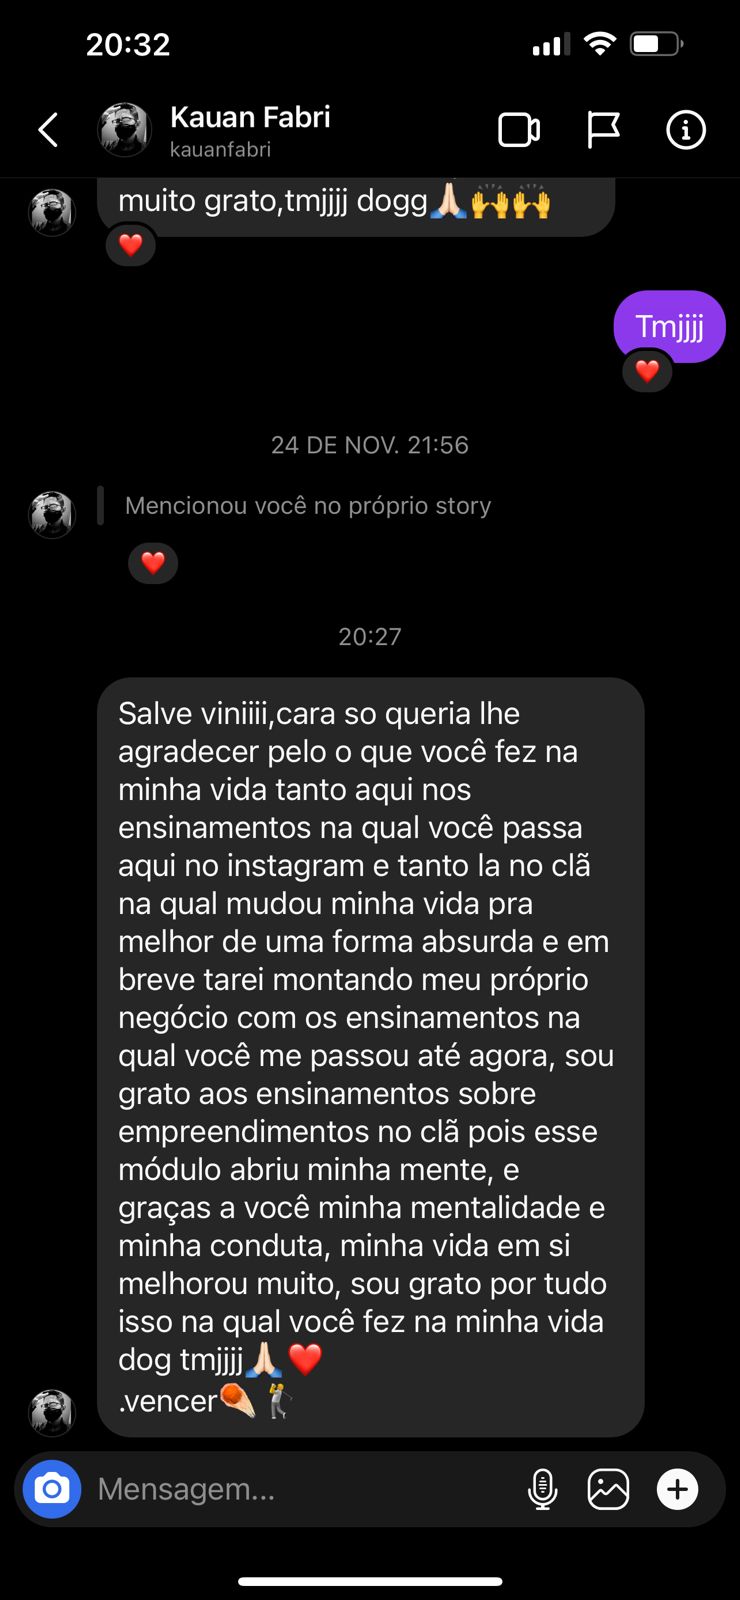 20:32
Kauan Fabri
kauanfabri
muito grato,tmjjjj dogg🙏🏻🙌🙌
❤️
Tmjjjj
❤️
24 DE NOV. 21:56
Mencionou você no próprio story
❤️
20:27
Salve viniiii,cara so queria lhe
agradecer pelo o que você fez na
minha vida tanto aqui nos
ensinamentos na qual você passa
aqui no instagram e tanto la no clã
na qual mudou minha vida pra
melhor de uma forma absurda e em
breve tarei montando meu próprio
negócio com os ensinamentos na
qual você me passou até agora, sou
grato aos ensinamentos sobre
empreendimentos no clã pois esse
módulo abriu minha mente, e
graças a você minha mentalidade e
minha conduta, minha vida em si
melhorou muito, sou grato por tudo
isso na qual você fez na minha vida
dog tmjjjj🙏🏻❤️
.vencer☄️🏌️
Mensagem...